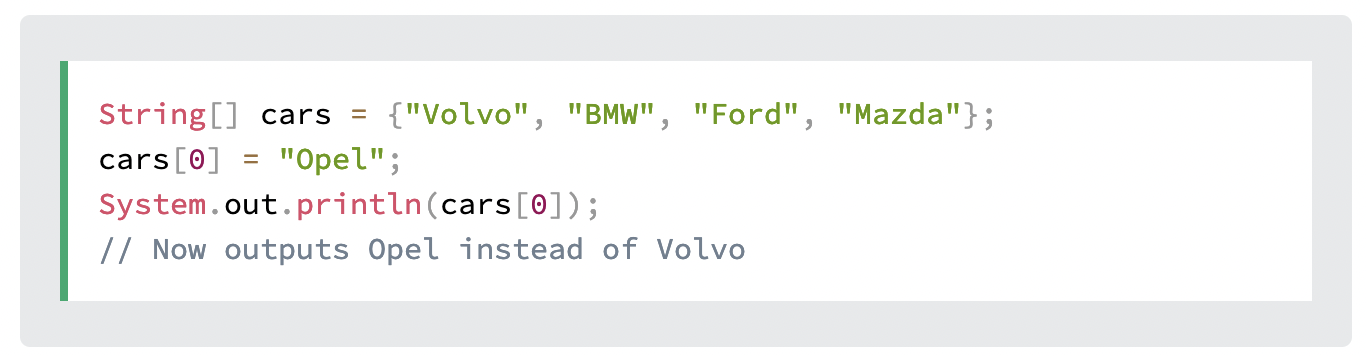 String[] cars = {"Volvo", "BMW", "Ford", "Mazda"};
cars[0] = "Opel";
System.out.println(cars[0]);
// Now outputs Opel instead of Volvo